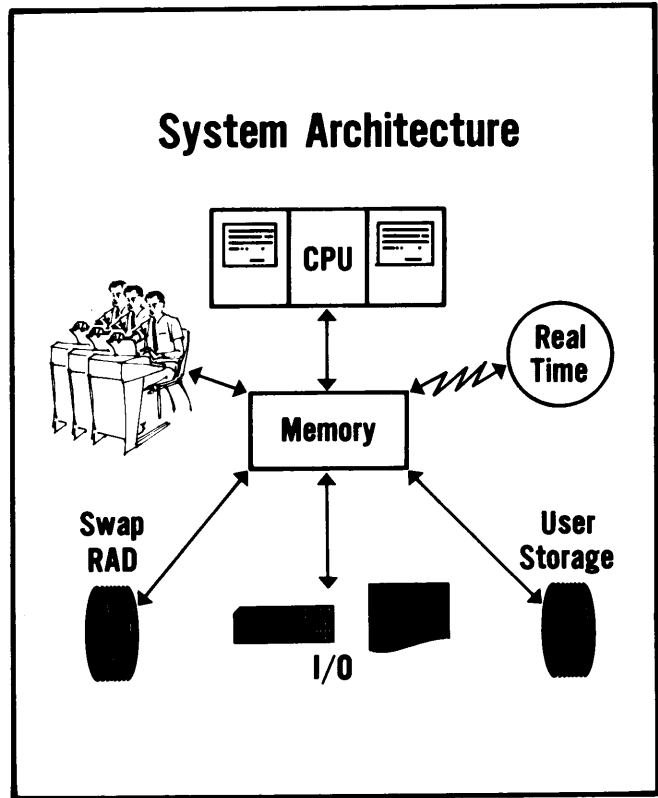 System Architecture
CPU
Real
Time
Memory
Swap
RAD
User
Storage
I/O